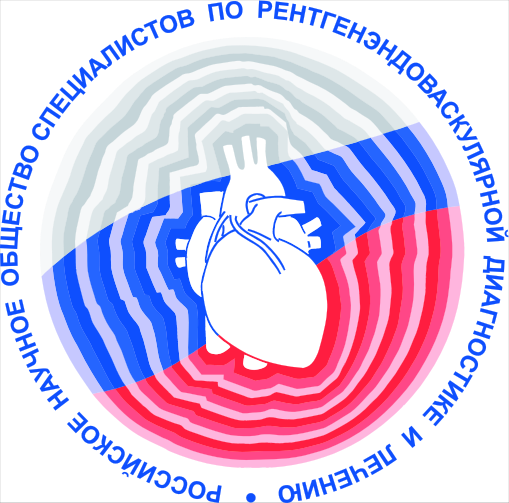 РОССИЙСКОЕ НАУЧНОЕ ОБЩЕСТВО СПЕЦИАЛИСТОВ ПО РЕНТГЕНЭНДОВАСКУЛЯРНОЙ ДИАГНОСТИКЕ И ЛЕЧЕНИЮ •